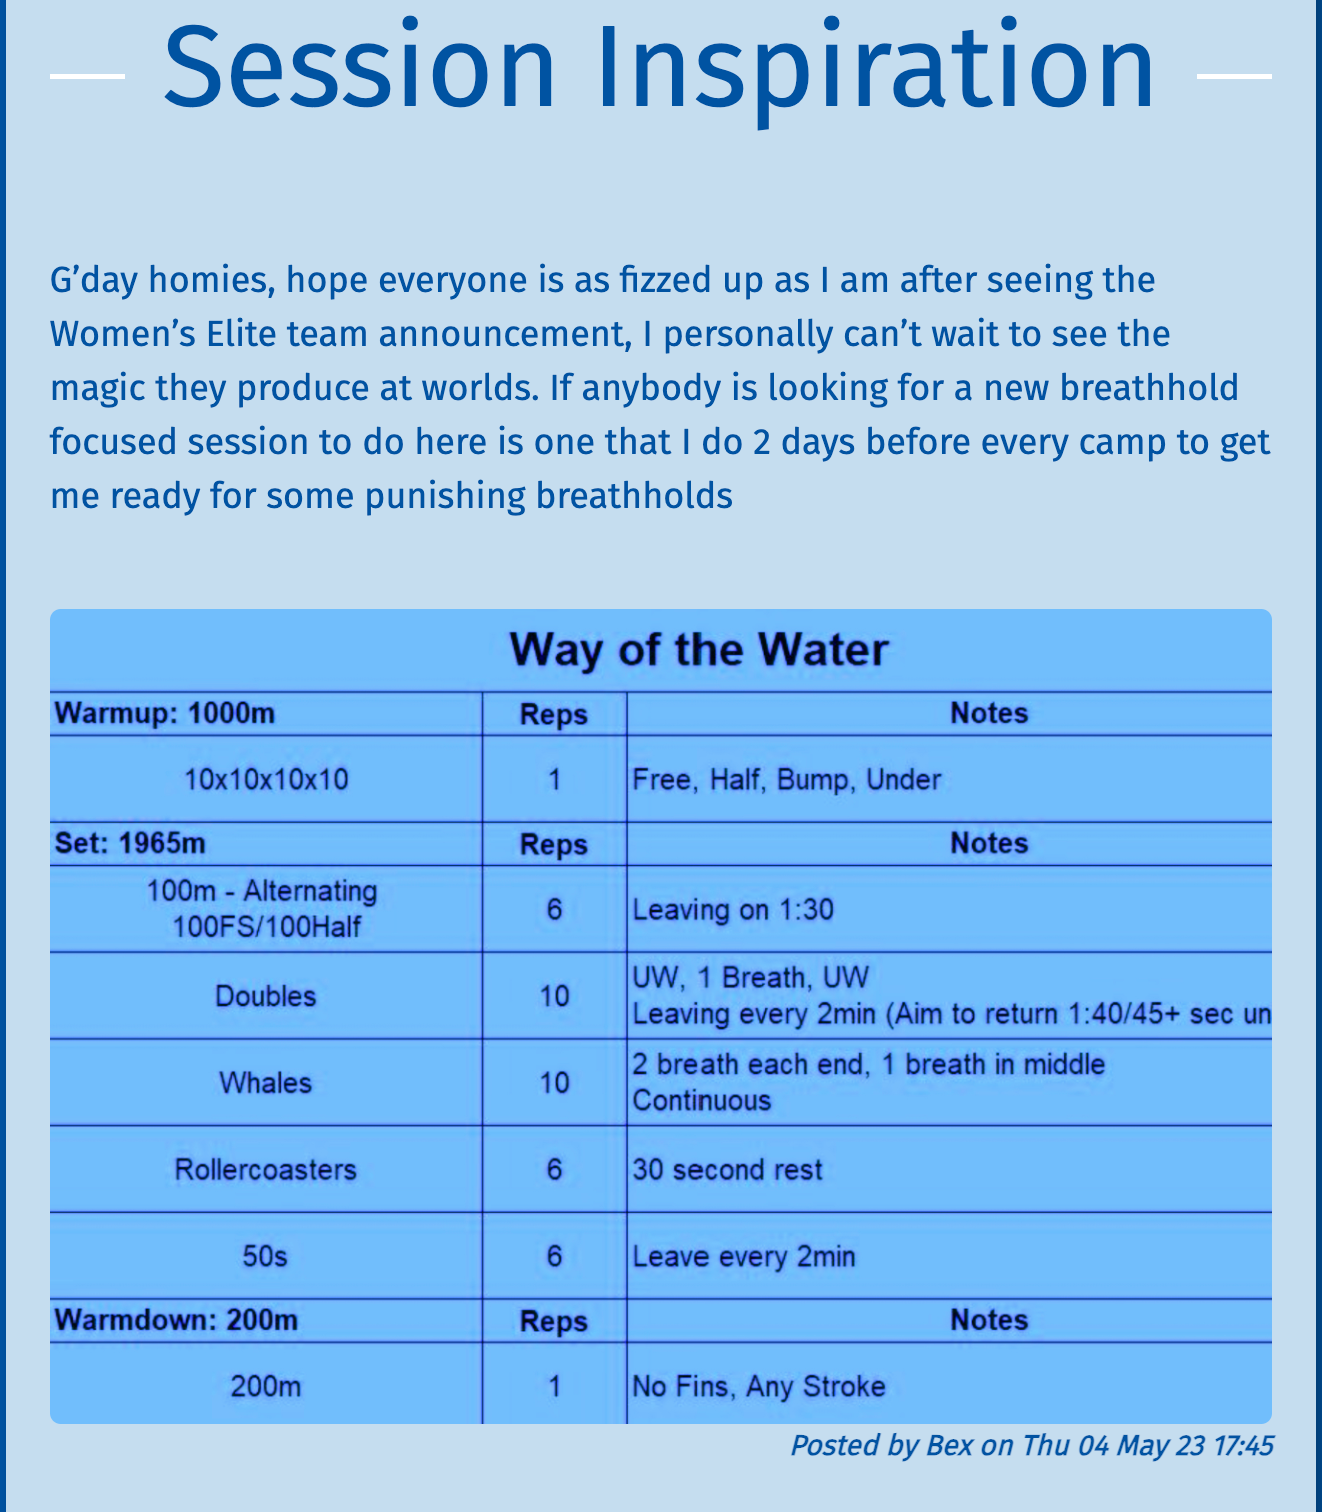 Session Inspiration
G’day homies, hope everyone is as fizzed up as I am after seeing the
Women’s Elite team announcement, I personally can’t wait to see the
magic they produce at worlds. If anybody is looking for a new breathhold
focused session to do here is one that I do 2 days before every camp to get
me ready for some punishing breathholds
Way of the Water
Warmup: 1000m Reps Notes
10x10x10x10 1 Free, Half, Bump, Under
Set: 1965m Reps Notes
100m - Alternating
100FS/100Half 6 Leaving on 1:30
Doubles 10 UW, 1 Breath, UW
Leaving every 2min (Aim to return 1:40/45+ sec
Whales 10 2 breath each end, 1 breath in middle
Continuous
Rollercoasters 6 30 second rest
50s 6 Leave every 2min
Warmdown: 200m Reps Notes
200m 1 No Fins, Any Stroke
Posted by Bex on Thu 04 May 23 17:45